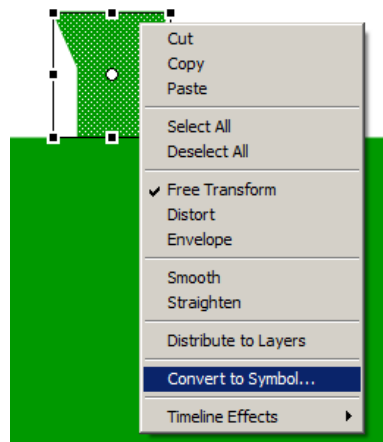 Cut
Copy
Paste
Select All
Deselect All
Free Transform
Distort
Envelope
Smooth
Straighten
Distribute to Layers
Convert to Symbol...
Timeline Effects